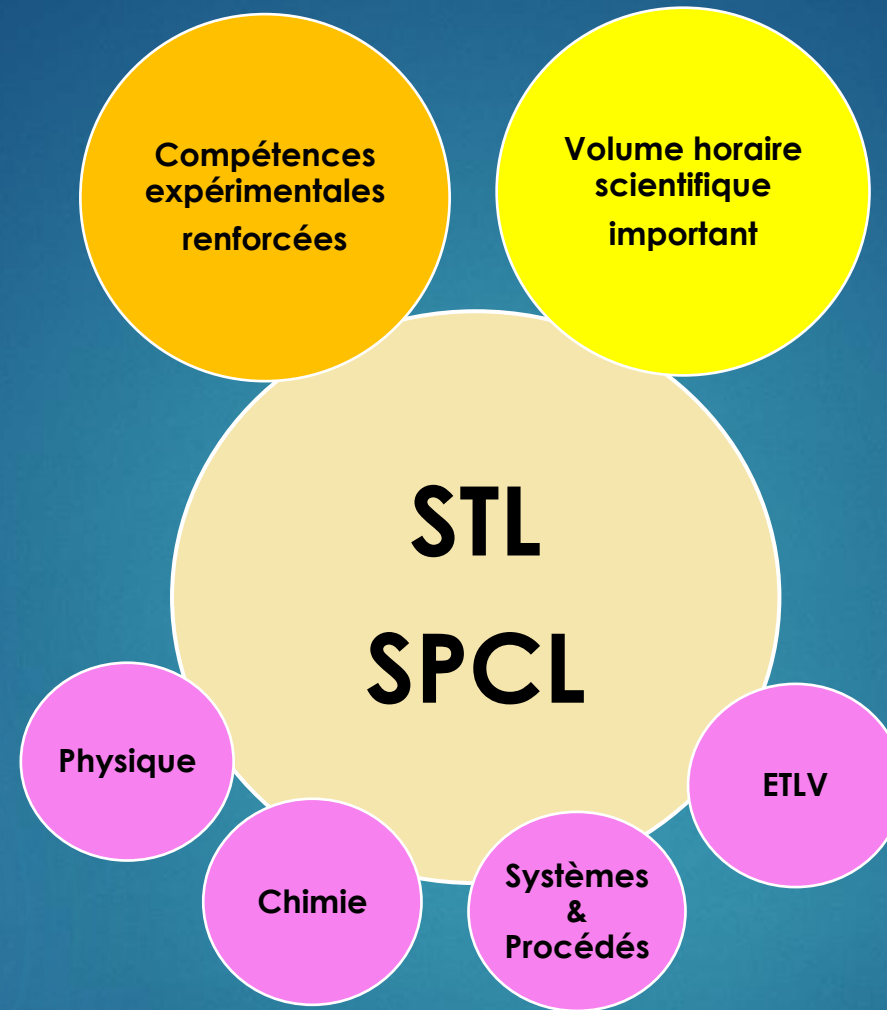 Compétences
expérimentales
renforcées
Volume horaire
scientifique
important
STL
SPCL
Physique
Chimie
Systèmes
&
Procédés
ETLV